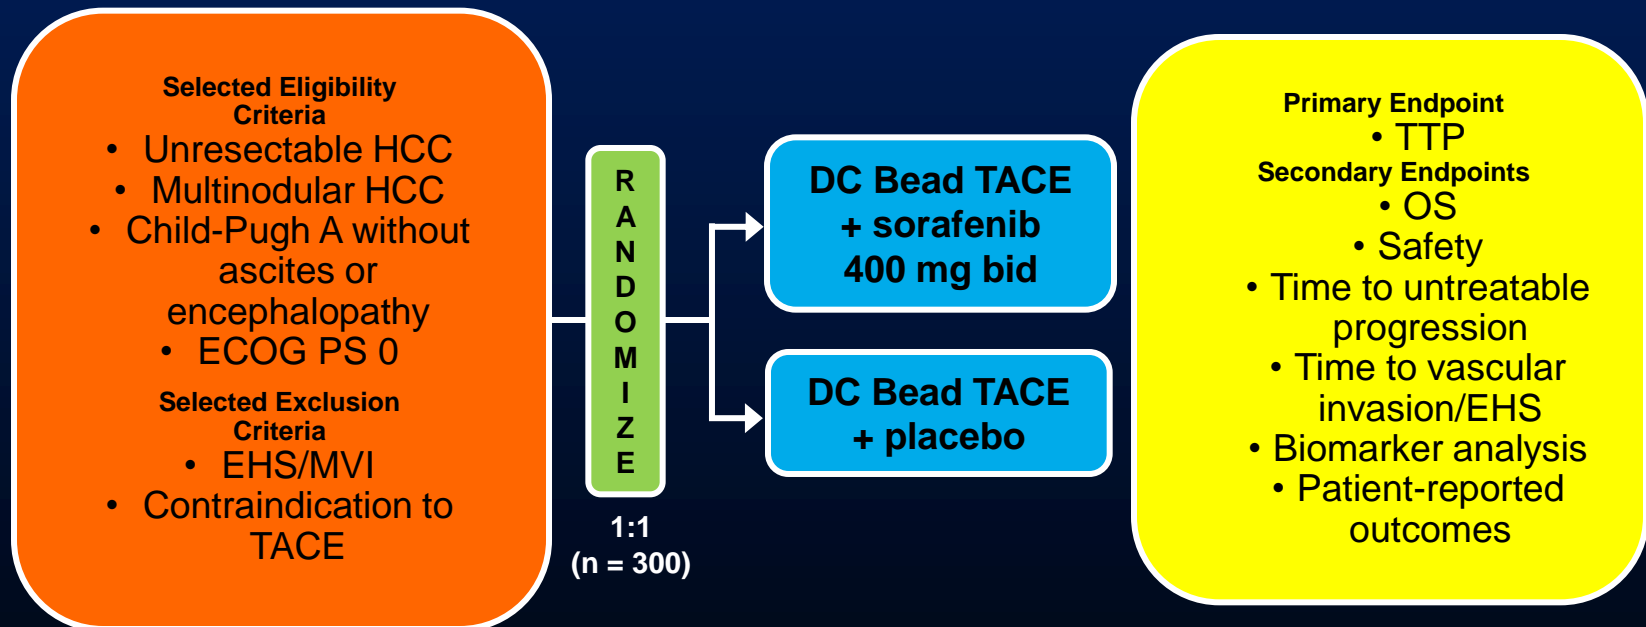 Selected Eligibility
Criteria
• Unresectable HCC
• Multinodular HCC
• Child-Pugh A without
ascites or
encephalopathy
• ECOG PS 0
Selected Exclusion
Criteria
• EHS/MVI
• Contraindication to
TACE
R
A
N
D
O
M
I
Z
E
1:1
(n = 300)
DC Bead TACE
+ sorafenib
400 mg bid
DC Bead TACE
+ placebo
Primary Endpoint
• TTP
Secondary Endpoints
• OS
• Safety
• Time to untreatable
progression
• Time to vascular
invasion/EHS
• Biomarker analysis
• Patient-reported
outcomes